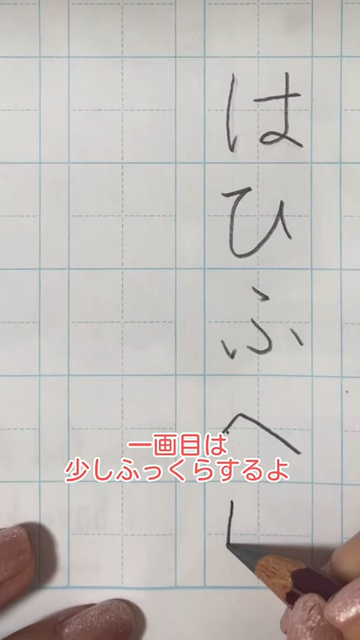 はひふへ
一画目は
少しふっくらするよ